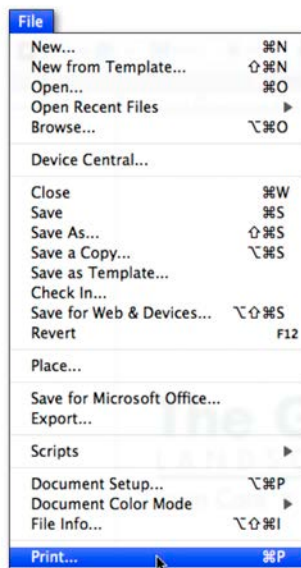 File
New... ⌘N
New from Template... ⇧⌘N
Open... ⌘O
Open Recent Files ▶
Browse... ⌥⌘O
Device Central...
Close ⌘W
Save ⌘S
Save As... ⇧⌘S
Save a Copy... ⌥⌘S
Save as Template...
Check In...
Save for Web & Devices... ⌥⇧⌘S
Revert F12
Place...
Save for Microsoft Office...
Export...
The G
Scripts ▶
LANDS
Document Setup... ⌥⌘P
Document Color Mode ▶
File Info... ⌥⇧⌘I
Print... ⌘P